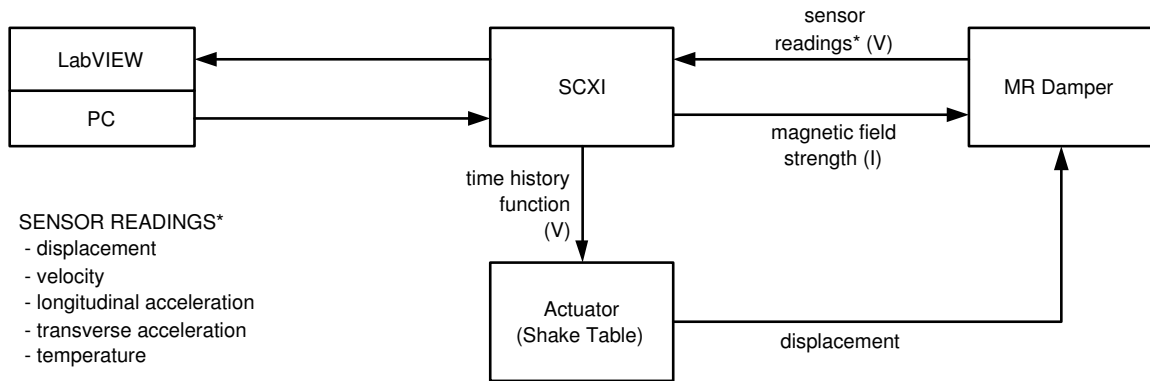 LabVIEW
PC
SCXI
sensor
readings* (V)
MR Damper
magnetic field
strength (I)
time history
function
(V)
SENSOR READINGS*
- displacement
- velocity
- longitudinal acceleration
- transverse acceleration
- temperature
Actuator
(Shake Table)
displacement